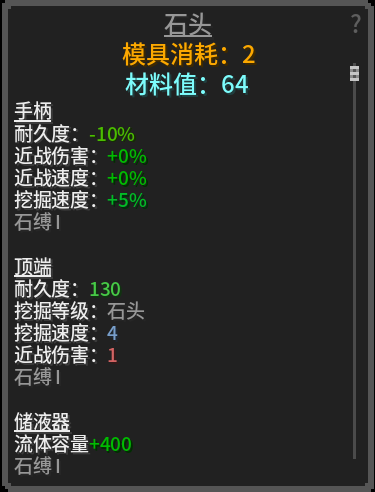 石头
?
模具消耗：2
材料值：64
手柄
耐久度：-10%
近战伤害：+0%
近战速度：+0%
挖掘速度：+5%
石缚 I
顶端
耐久度：130
挖掘等级：石头
挖掘速度：4
近战伤害：1
石缚 I
储液器
流体容量+400
石缚 I